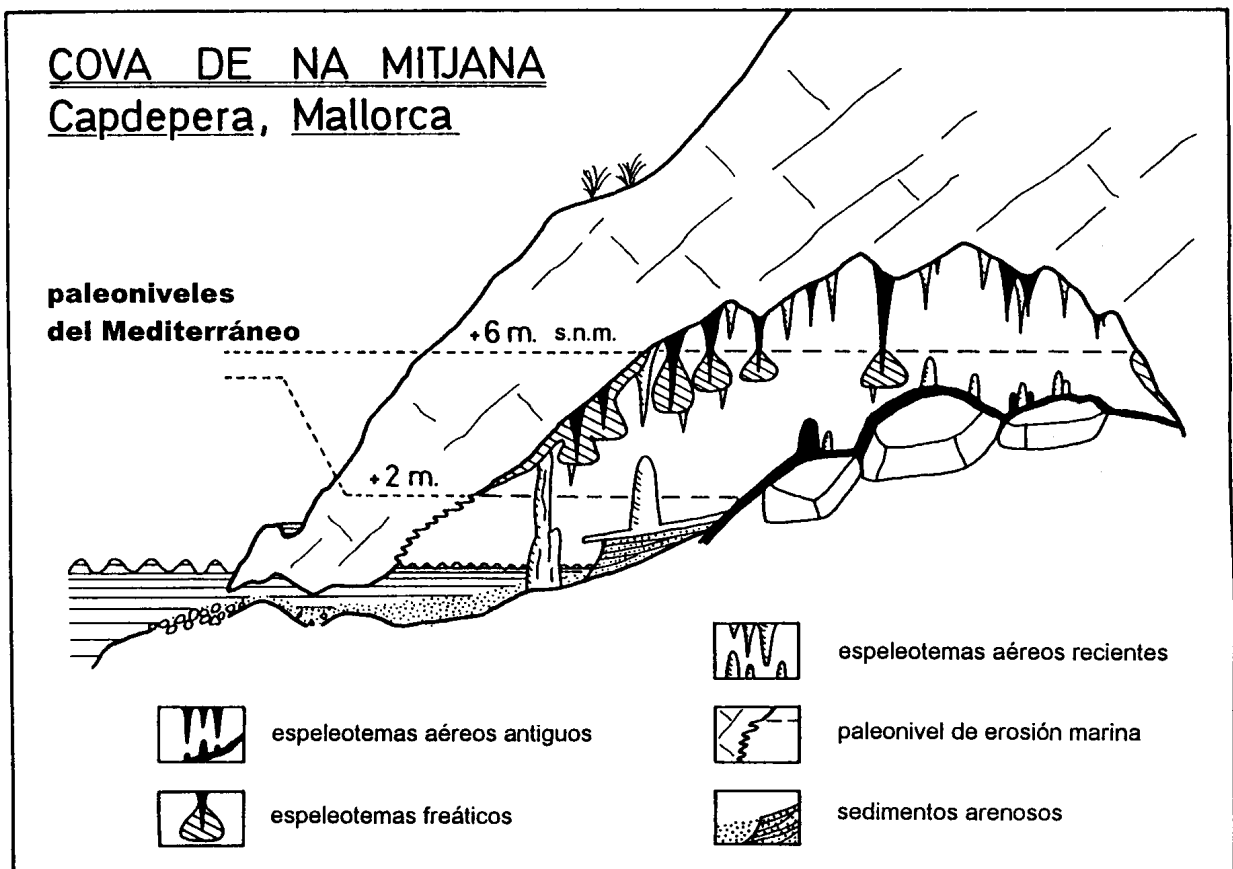 COVA DE NA MITJANA
Capdepera, Mallorca
paleoniveles
del Mediterráneo
+6 m. s.n.m.
+2 m.
espeleotemas aéreos recientes
espeleotemas aéreos antiguos
paleonivel de erosión marina
espeleotemas freáticos
sedimentos arenosos